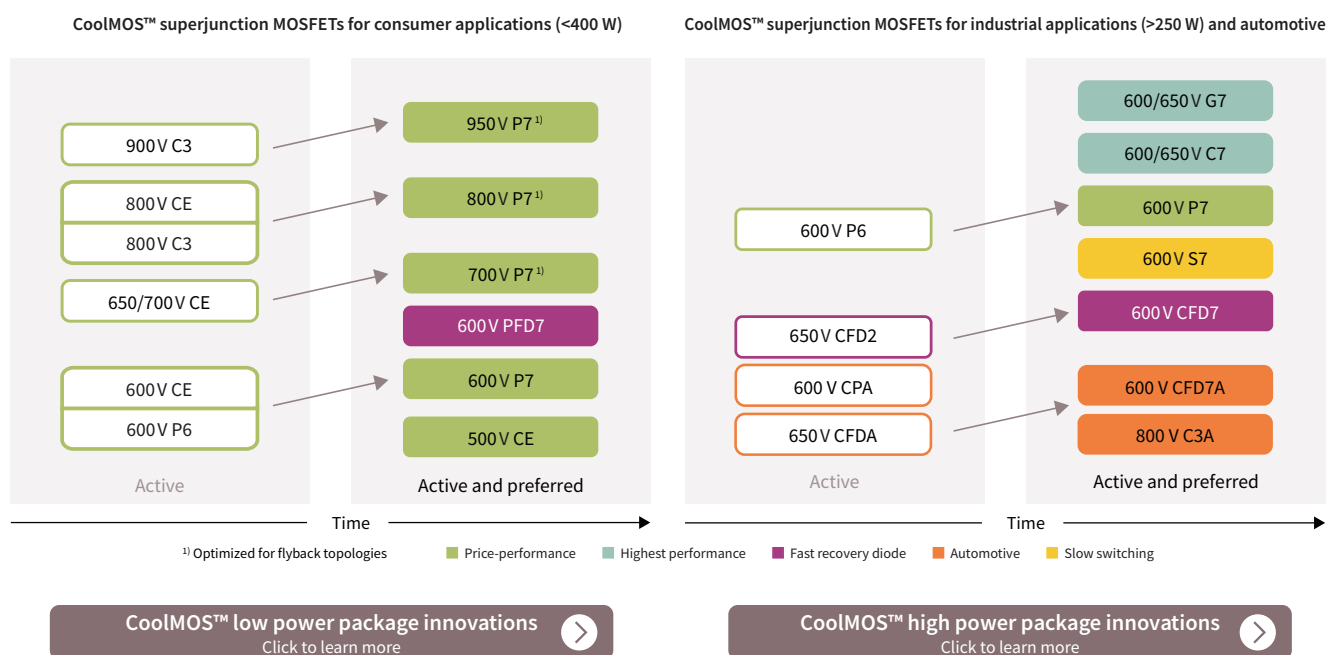 CoolMOS™ superjunction MOSFETs for consumer applications (<400 W)
900 V C3
800 V CE
800 V C3
650/700 V CE
600 V CE
600 V P6
Active
950 V P7 ¹⁾
800 V P7 ¹⁾
700 V P7 ¹⁾
600 V PFD7
600 V P7
500 V CE
Active and preferred
Time
CoolMOS™ superjunction MOSFETs for industrial applications (>250 W) and automotive
600 V P6
650 V CFD2
600 V CPA
650 V CFDA
Active
600/650 V G7
600/650 V C7
600 V P7
600 V S7
600 V CFD7
600 V CFD7A
800 V C3A
Active and preferred
Time
¹⁾ Optimized for flyback topologies
Price-performance
Highest performance
Fast recovery diode
Automotive
Slow switching
CoolMOS™ low power package innovations
Click to learn more
CoolMOS™ high power package innovations
Click to learn more